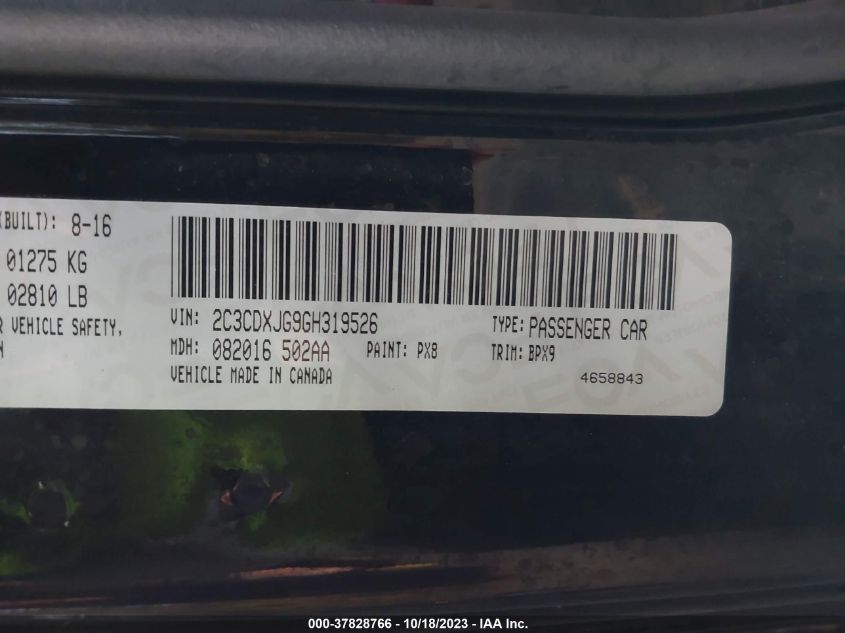 (BUILT): 8-16
01275 KG
02810 LB
VEHICLE SAFETY,
VIN: 2C3CDXJG9GH319526
TYPE: PASSENGER CAR
MDH: 082016 502AA
PAINT: PX8
TRIM: BPX9
VEHICLE MADE IN CANADA
4658843
000-37828766 - 10/18/2023 - IAA Inc.